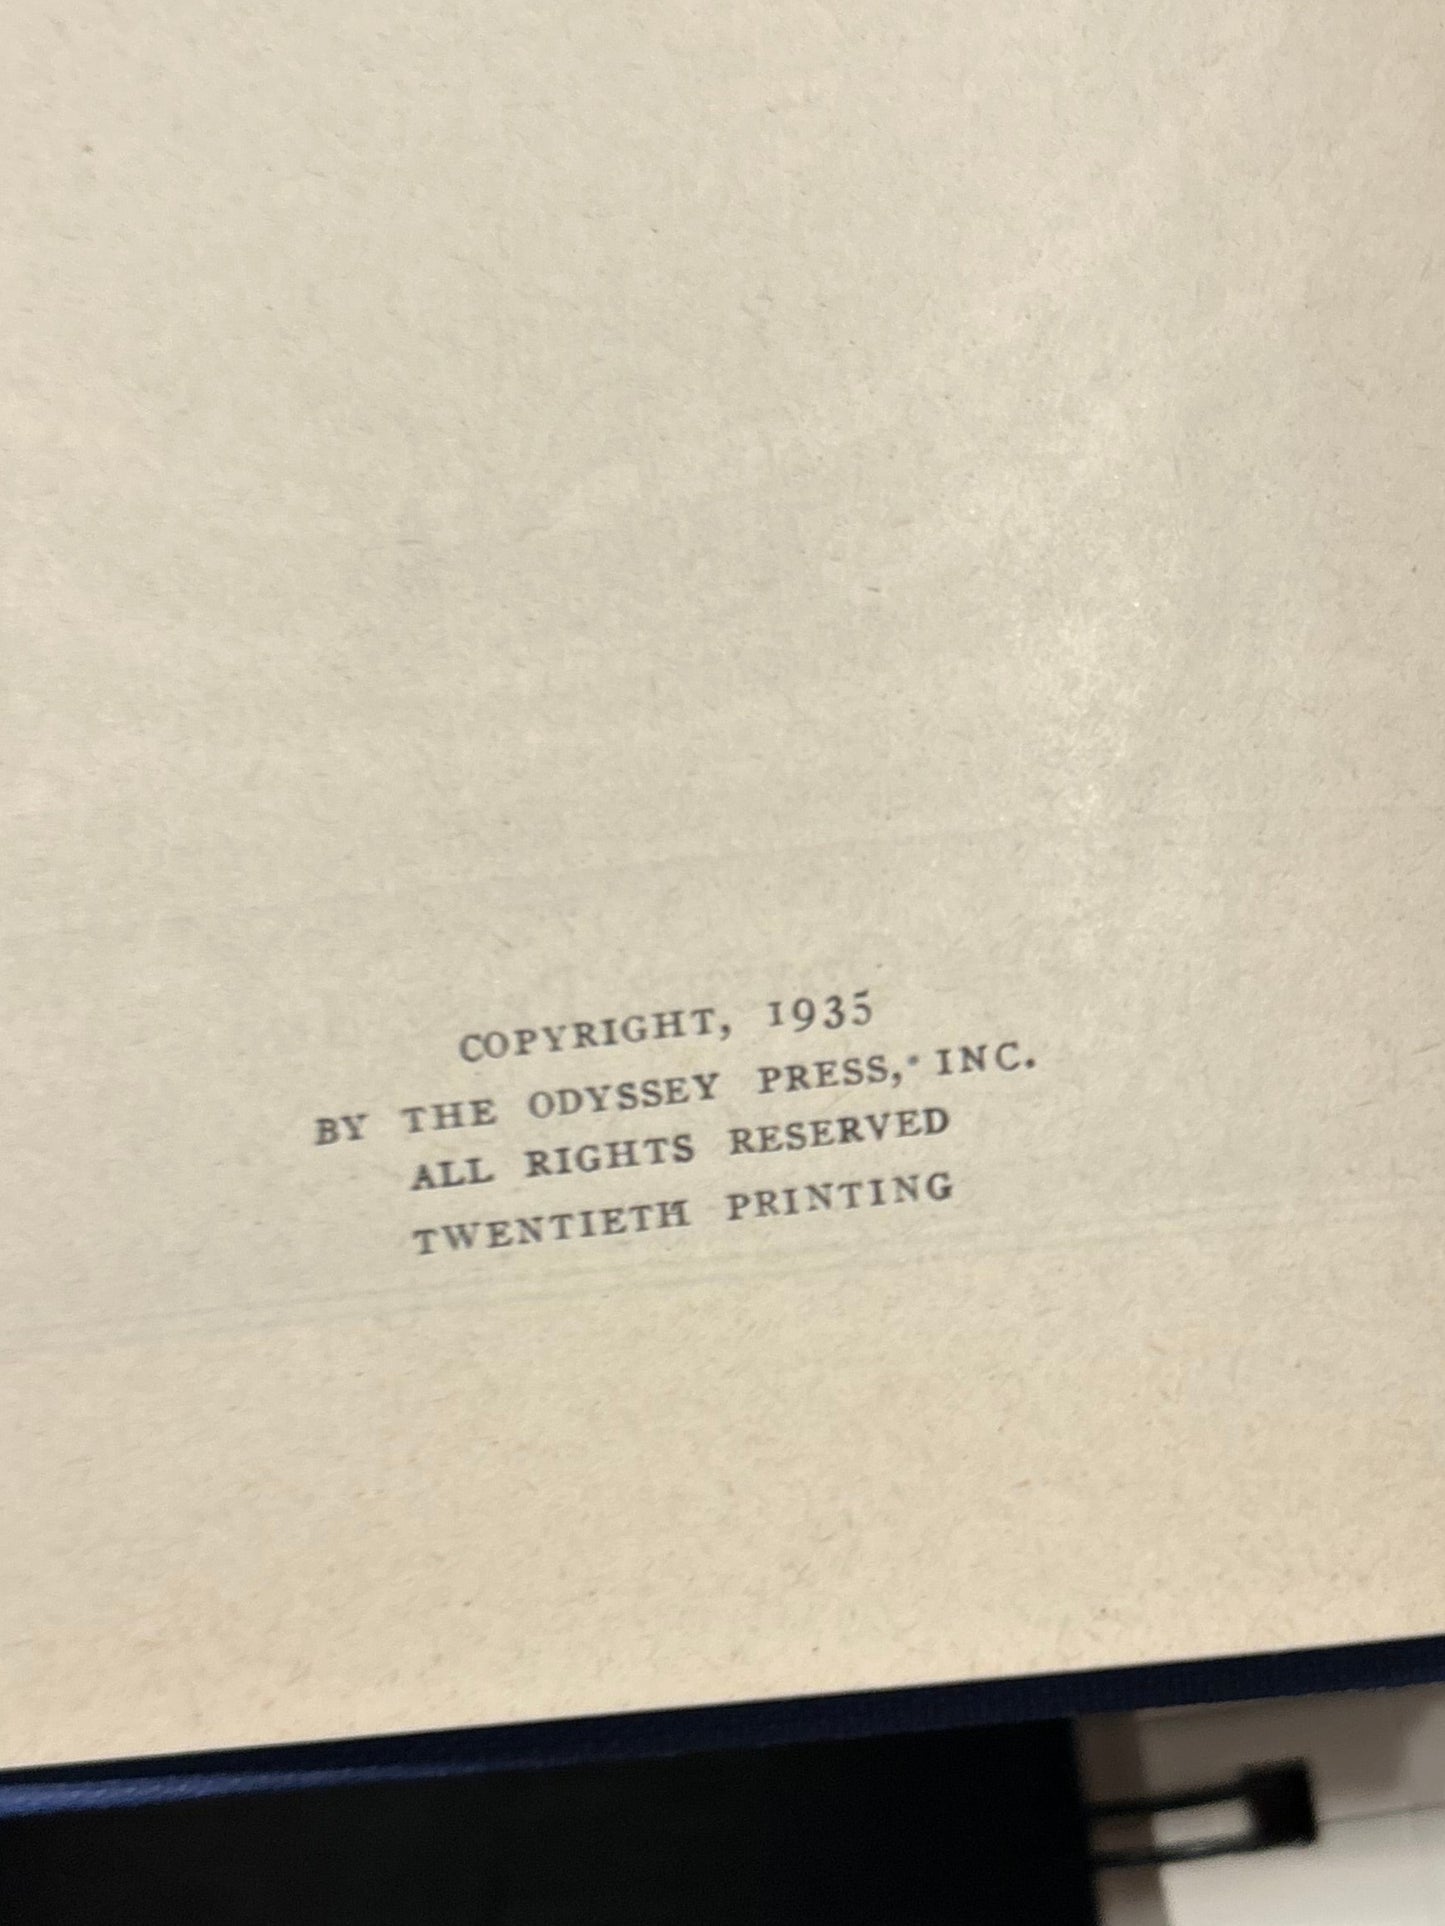 COPYRIGHT, 1935
BY THE ODYSSEY PRESS, INC.
ALL RIGHTS RESERVED
TWENTIETH PRINTING